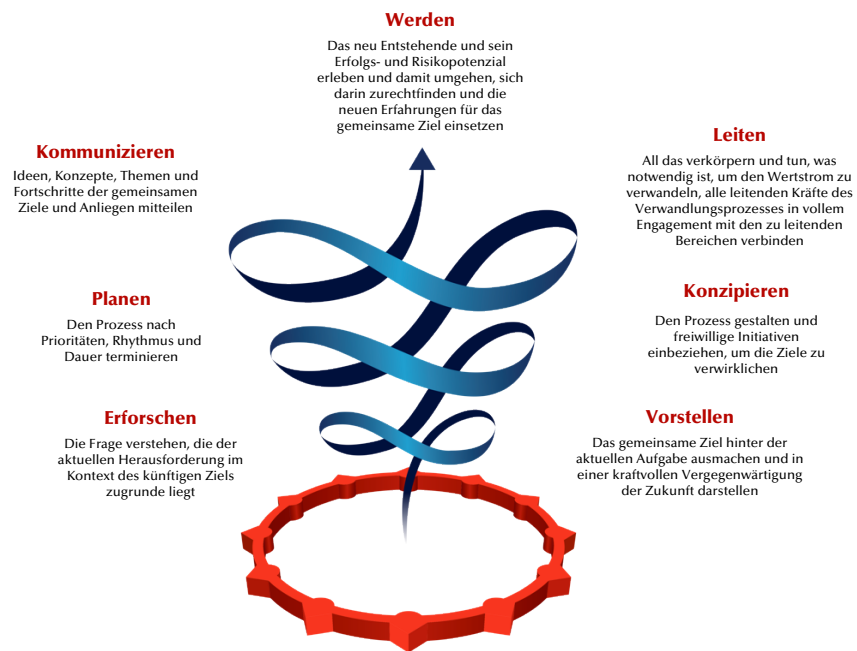 Werden
Das neu Entstehende und sein
Erfolgs- und Risikopotenzial
erleben und damit umgehen, sich
darin zurechtfinden und die
neuen Erfahrungen für das
gemeinsame Ziel einsetzen
Kommunizieren
Ideen, Konzepte, Themen und
Fortschritte der gemeinsamen
Ziele und Anliegen mitteilen
Leiten
All das verkörpern und tun, was
notwendig ist, um den Wertstrom zu
verwandeln, alle leitenden Kräfte des
Verwandlungsprozesses in vollem
Engagement mit den zu leitenden
Bereichen verbinden
Planen
Den Prozess nach
Prioritäten, Rhythmus und
Dauer terminieren
Konzipieren
Den Prozess gestalten und
freiwillige Initiativen
einbeziehen, um die Ziele zu
verwirklichen
Erforschen
Die Frage verstehen, die der
aktuellen Herausforderung im
Kontext des künftigen Ziels
zugrunde liegt
Vorstellen
Das gemeinsame Ziel hinter der
aktuellen Aufgabe ausmachen und in
einer kraftvollen Vergegenwärtigung
der Zukunft darstellen